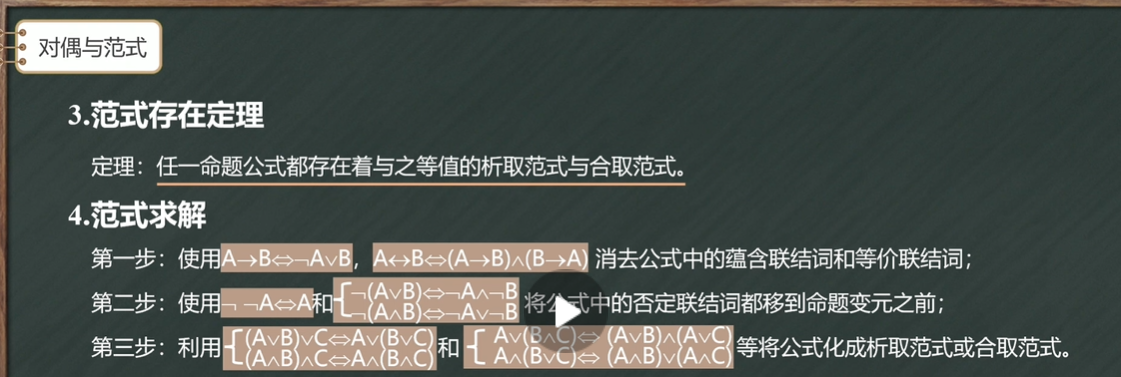 对偶与范式
3.范式存在定理
定理：任一命题公式都存在着与之等值的析取范式与合取范式。
4.范式求解
第一步：使用A→B⇔¬A∨B，A↔B⇔(A→B)∧(B→A) 消去公式中的蕴含联结词和等价联结词；
第二步：使用¬ ¬A⇔A和{¬(A∨B)⇔¬A∧¬B
¬(A∧B)⇔¬A∨¬B 将公式中的否定联结词都移到命题变元之前；
第三步：利用{(A∨B)∨C⇔A∨(B∨C)
(A∧B)∧C⇔A∧(B∧C) 和 { A∨(B∧C)⇔ (A∨B)∧(A∨C)
A∧(B∨C)⇔ (A∧B)∨(A∧C) 等将公式化成析取范式或合取范式。